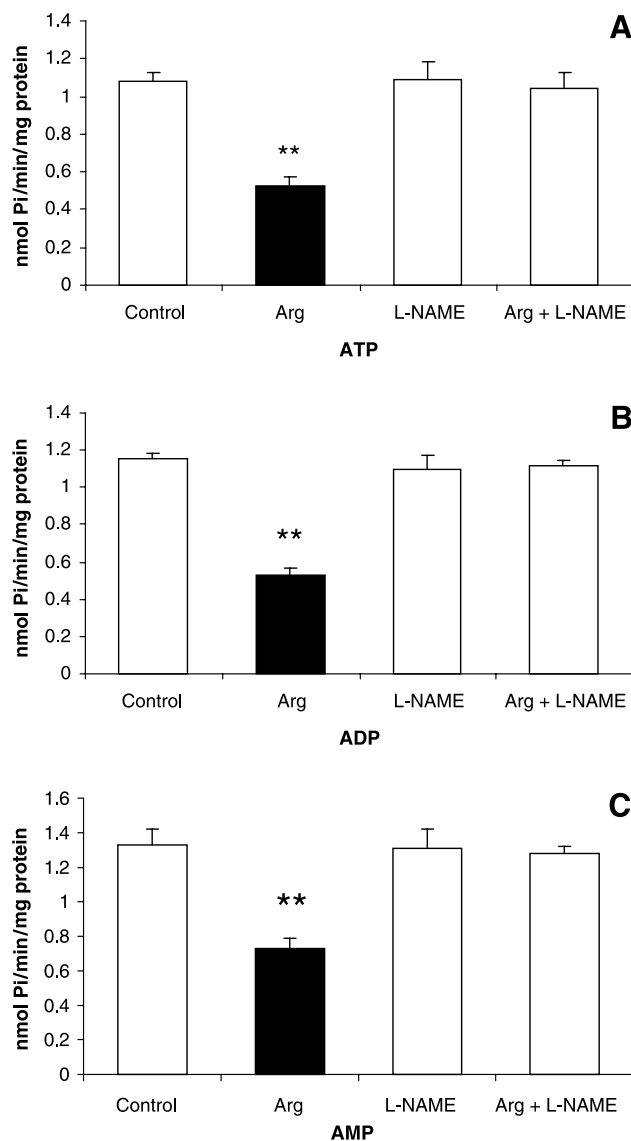 A
nmol Pi/min/mg protein
1.4
1.2
1
0.8
0.6
0.4
0.2
0
**
Control Arg L-NAME Arg + L-NAME
ATP
B
nmol Pi/min/mg protein
1.4
1.2
1
0.8
0.6
0.4
0.2
0
**
Control Arg L-NAME Arg + L-NAME
ADP
C
nmol Pi/min/mg protein
1.6
1.4
1.2
1
0.8
0.6
0.4
0.2
0
**
Control Arg L-NAME Arg + L-NAME
AMP